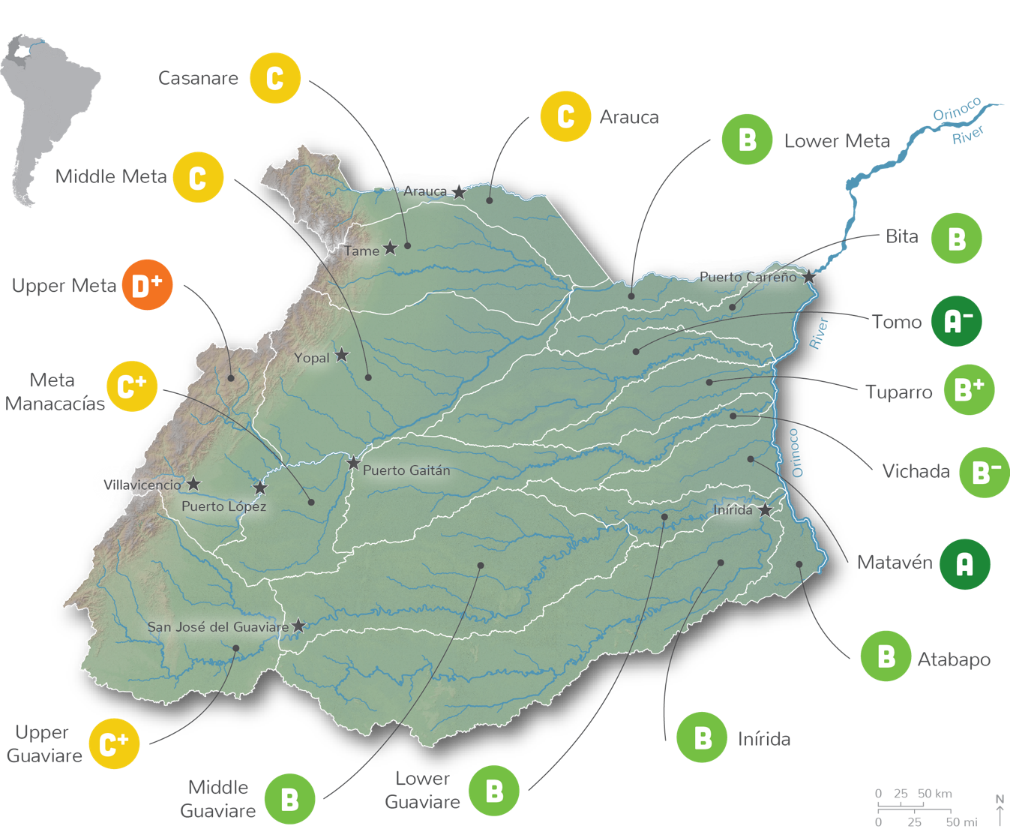 Casanare
C
C
Arauca
B
Lower Meta
Orinoco
River
Middle Meta
C
Arauca
Tame
Bita
B
Puerto Carreño
Upper Meta
D+
Tomo
A-
River
Yopal
Meta
Manacacías
C+
Tuparro
B+
Orinoco
Puerto Gaitán
Vichada
B-
Villavicencio
Puerto López
Inírida
Matavén
A
San José del Guaviare
B
Atabapo
Upper
Guaviare
C+
B
Inírida
Middle
Guaviare
B
Lower
Guaviare
B
0 25 50 km
0 25 50 mi
N